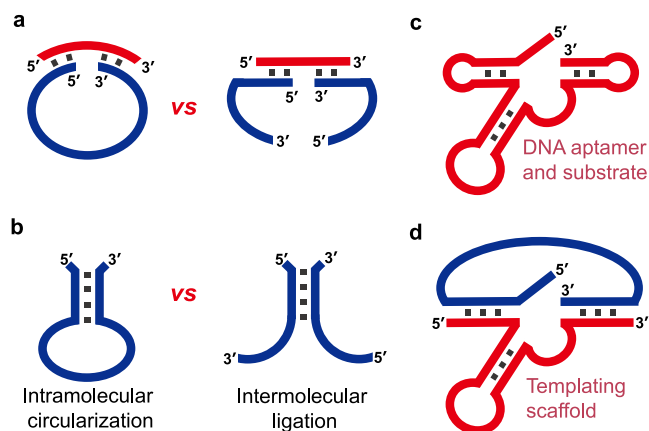 a
5′
3′
5′
3′
vs
5′
3′
5′
3′
3′
5′
b
5′
3′
vs
5′
3′
3′
5′
Intramolecular
circularization
Intermolecular
ligation
c
5′
3′
DNA aptamer
and substrate
d
5′
3′
5′
3′
Templating
scaffold